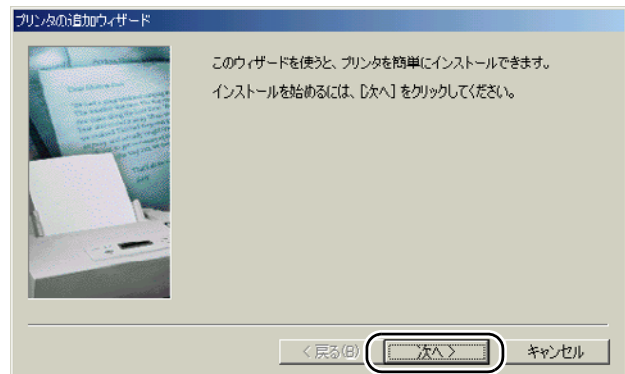 プリンタの追加ウィザード
このウィザードを使うと、プリンタを簡単にインストールできます。
インストールを始めるには、[次へ] をクリックしてください。
< 戻る(B)
次へ >
キャンセル